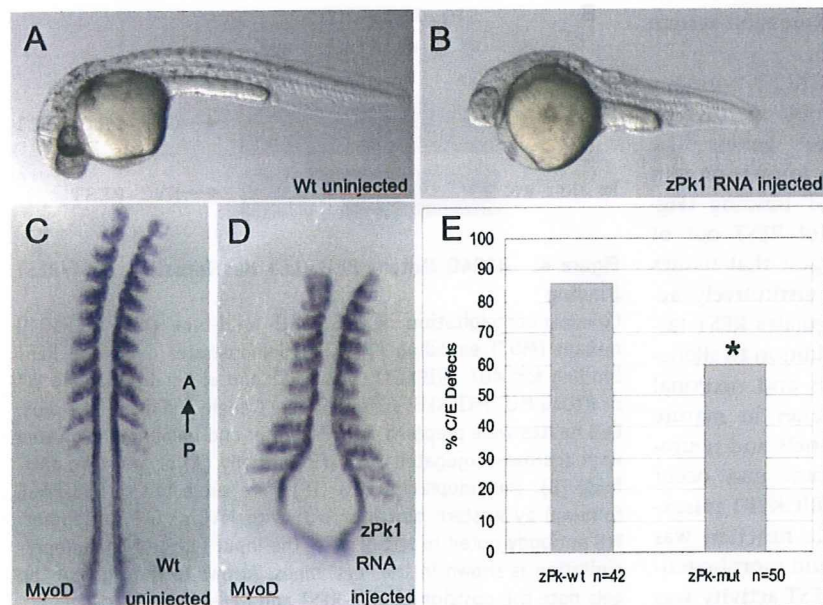 A
Wt uninjected
B
zPk1 RNA injected
C
A
P
MyoD
Wt
uninjected
D
zPk1
RNA
injected
MyoD
E
% C/E Defects
100
90
80
70
60
50
40
30
20
10
0
*
zPk-wt n=42
zPk-mut n=50